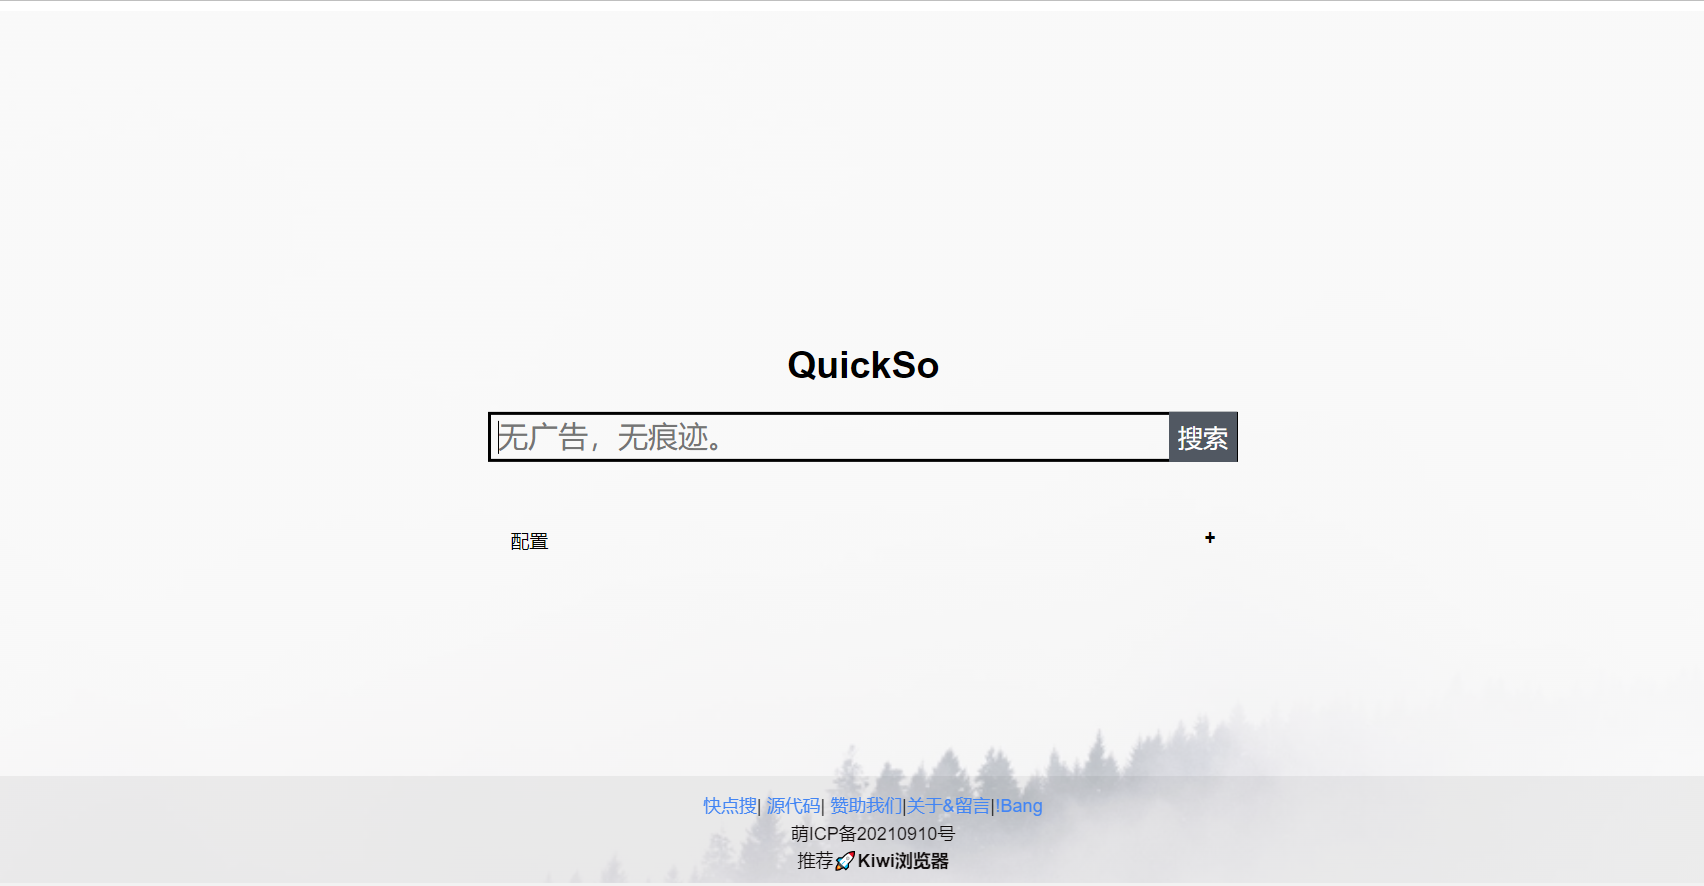 QuickSo
无广告，无痕迹。 搜索
配置 +
快点搜| 源代码| 赞助我们|关于&留言|!Bang
萌ICP备20210910号
推荐🚀Kiwi浏览器